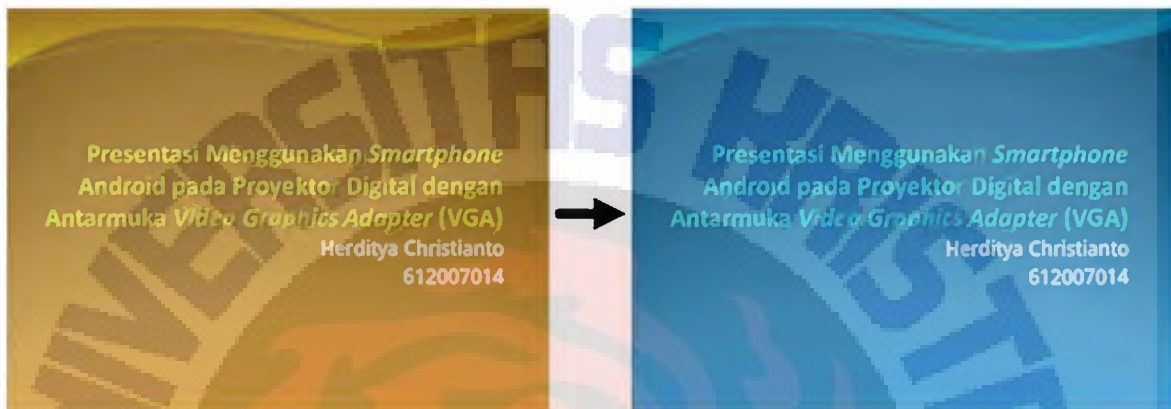 Presentasi Menggunakan Smartphone
Android pada Proyektor Digital dengan
Antarmuka Video Graphics Adapter (VGA)
Herditya Christianto
612007014
Presentasi Menggunakan Smartphone
Android pada Proyektor Digital dengan
Antarmuka Video Graphics Adapter (VGA)
Herditya Christianto
612007014